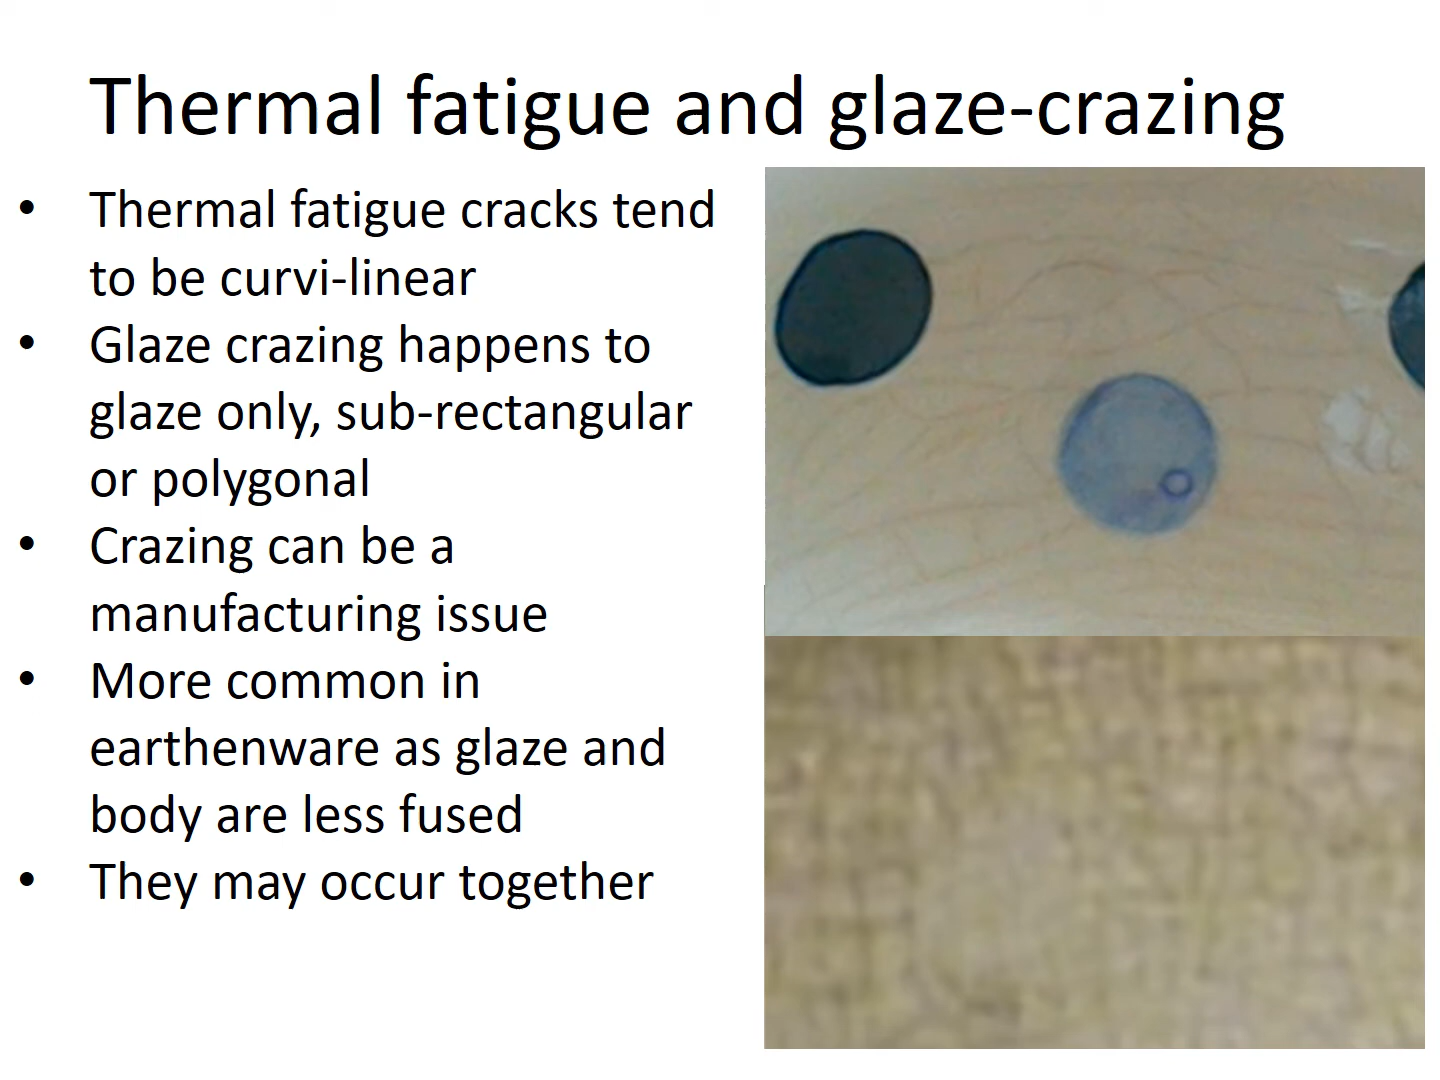 Thermal fatigue and glaze-crazing
• Thermal fatigue cracks tend
to be curvi-linear
• Glaze crazing happens to
glaze only, sub-rectangular
or polygonal
• Crazing can be a
manufacturing issue
• More common in
earthenware as glaze and
body are less fused
• They may occur together